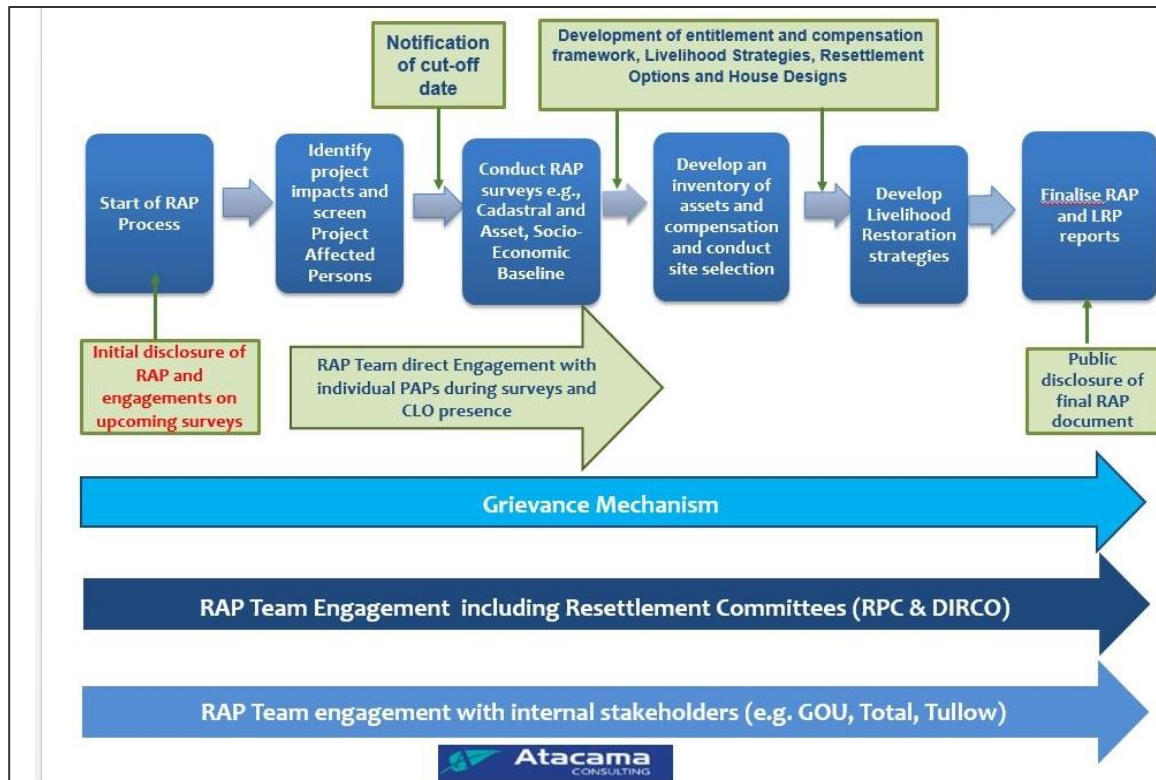 Notification
of cut-off
date
Development of entitlement and compensation
framework, Livelihood Strategies, Resettlement
Options and House Designs
Start of RAP
Process
Identify
project
impacts and
screen
Project
Affected
Persons
Conduct RAP
surveys e.g.,
Cadastral and
Asset, Socio-
Economic
Baseline
Develop an
inventory of
assets and
compensation
and conduct
site selection
Develop
Livelihood
Restoration
strategies
Finalise RAP
and LRP
reports
Initial disclosure of
RAP and
engagements on
upcoming surveys
RAP Team direct Engagement with
individual PAPs during surveys and
CLO presence
Public
disclosure of
final RAP
document
Grievance Mechanism
RAP Team Engagement including Resettlement Committees (RPC & DIRCO)
RAP Team engagement with internal stakeholders (e.g. GOU, Total, Tullow)
Atacama
CONSULTING